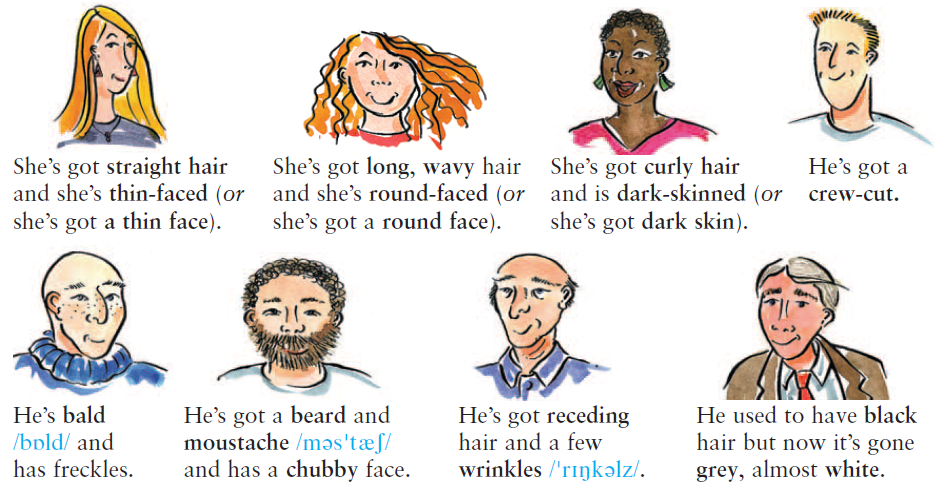 She's got straight hair
and she's thin-faced (or
she's got a thin face).
She's got long, wavy hair
and she's round-faced (or
she's got a round face).
She's got curly hair
and is dark-skinned (or
she's got dark skin).
He's got a
crew-cut.
He's bald
/bɒld/ and
has freckles.
He's got a beard and
moustache /məs'tæʃ/
and has a chubby face.
He's got receding
hair and a few
wrinkles /'rɪŋkəlz/.
He used to have black
hair but now it's gone
grey, almost white.